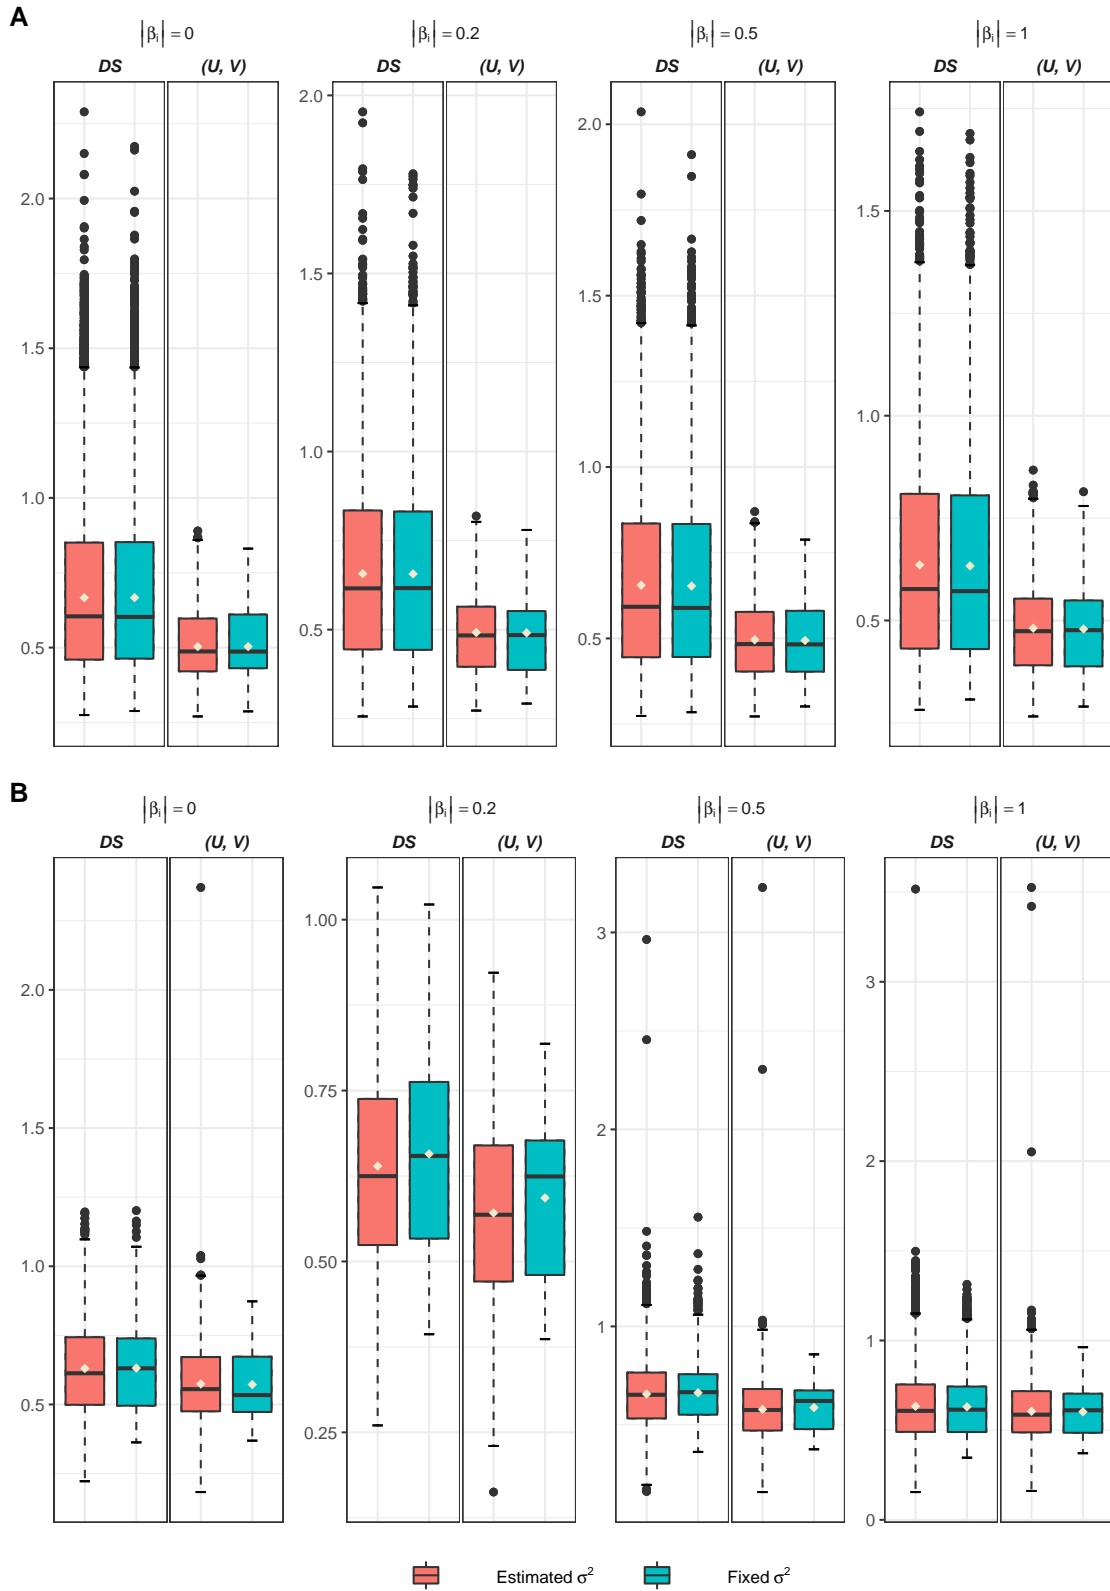 A
|βi| = 0
|βi| = 0.2
|βi| = 0.5
|βi| = 1
DS (U, V)
DS (U, V)
DS (U, V)
DS (U, V)
2.0
1.5
1.0
0.5
2.0
1.5
1.0
0.5
2.0
1.5
1.0
0.5
1.5
1.0
0.5
B
|βi| = 0
|βi| = 0.2
|βi| = 0.5
|βi| = 1
DS (U, V)
DS (U, V)
DS (U, V)
DS (U, V)
2.0
1.5
1.0
0.5
1.00
0.75
0.50
0.25
3
2
1
3
2
1
0
Estimated σ²
Fixed σ²